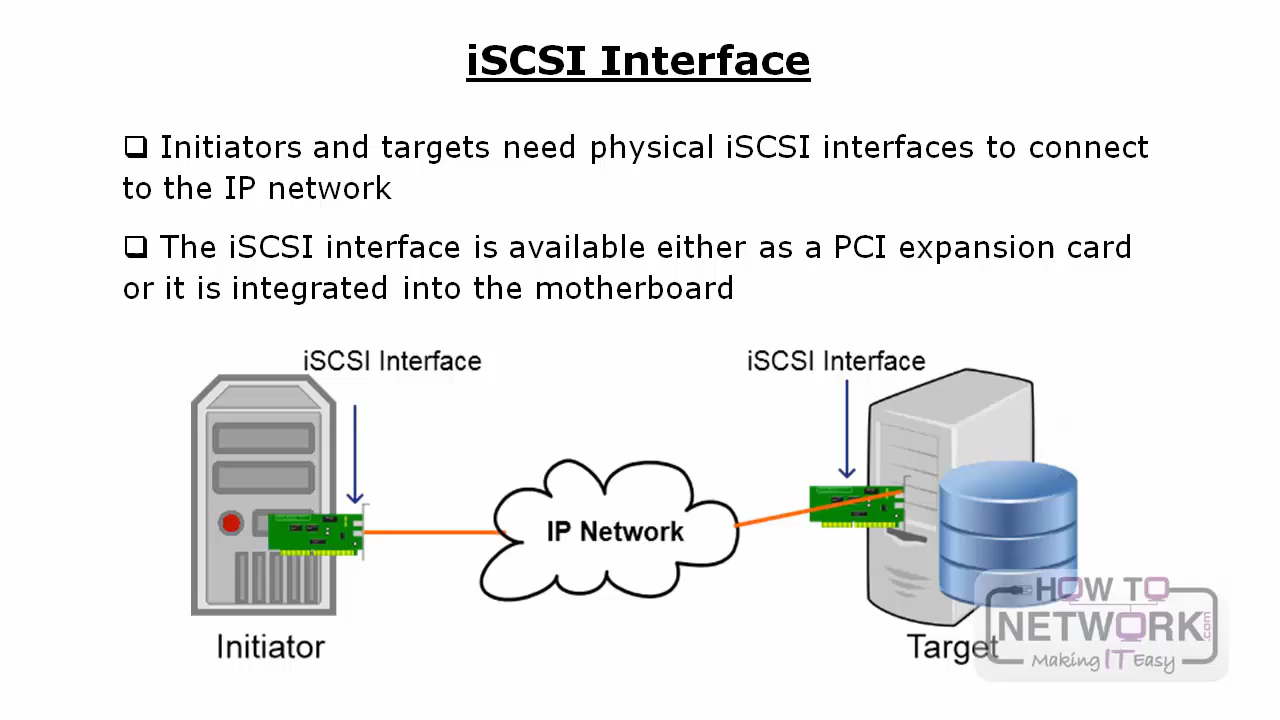 iSCSI Interface
❑ Initiators and targets need physical iSCSI interfaces to connect
to the IP network
❑ The iSCSI interface is available either as a PCI expansion card
or it is integrated into the motherboard
iSCSI Interface
iSCSI Interface
IP Network
Initiator
Target
HOW TO
NETWORK.com
Making IT Easy